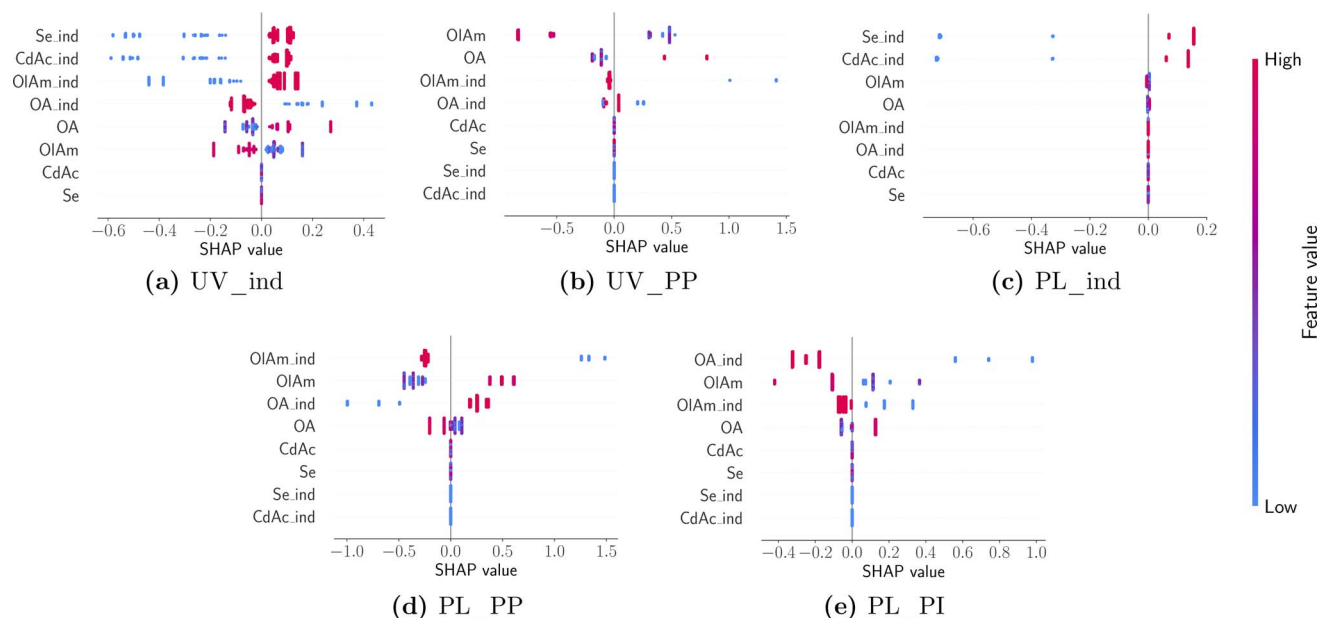 Se_ind
CdAc_ind
OlAm_ind
OA_ind
OA
OlAm
CdAc
Se
−0.6 −0.4 −0.2 0.0 0.2 0.4
SHAP value
(a) UV_ind
OlAm
OA
OlAm_ind
OA_ind
CdAc
Se
Se_ind
CdAc_ind
−0.5 0.0 0.5 1.0 1.5
SHAP value
(b) UV_PP
Se_ind
CdAc_ind
OlAm
OA
OlAm_ind
OA_ind
CdAc
Se
−0.6 −0.4 −0.2 0.0 0.2
SHAP value
(c) PL_ind
High
Feature value
Low
OlAm_ind
OlAm
OA_ind
OA
CdAc
Se
Se_ind
CdAc_ind
−1.0 −0.5 0.0 0.5 1.0 1.5
SHAP value
(d) PL PP
OA_ind
OlAm
OlAm_ind
OA
CdAc
Se
Se_ind
CdAc_ind
−0.4 −0.2 0.0 0.2 0.4 0.6 0.8 1.0
SHAP value
(e) PL PI